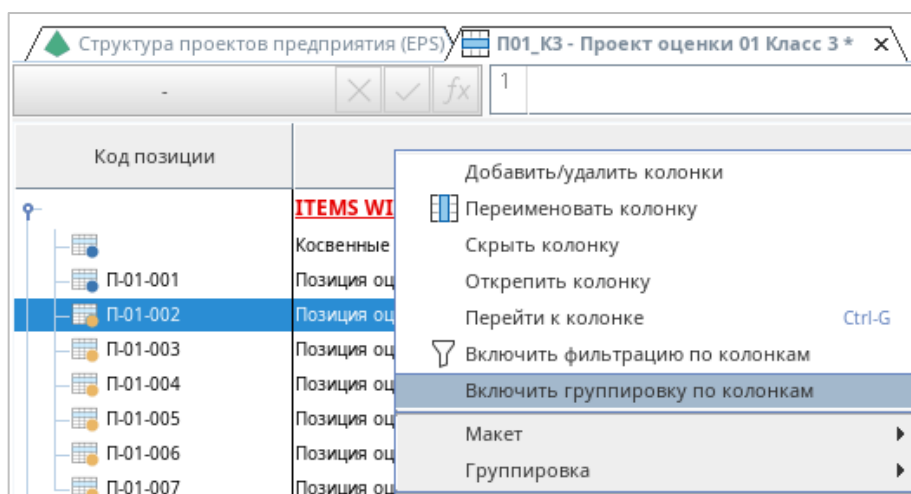 Структура проектов предприятия (EPS)
П01_К3 - Проект оценки 01 Класс 3 *
-
fx
1
Код позиции
ITEMS WI
Косвенные
П-01-001
Позиция оц
П-01-002
Позиция оц
П-01-003
Позиция оц
П-01-004
Позиция оц
П-01-005
Позиция оц
П-01-006
Позиция оц
П-01-007
Позиция оц
Добавить/удалить колонки
Переименовать колонку
Скрыть колонку
Открепить колонку
Перейти к колонке Ctrl-G
Включить фильтрацию по колонкам
Включить группировку по колонкам
Макет
Группировка